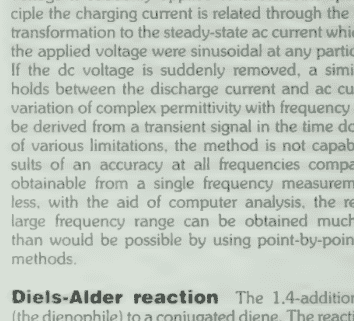 ciple the charging current is related through the
transformation to the steady-state ac current whic
the applied voltage were sinusoidal at any partic
If the dc voltage is suddenly removed, a simi
holds between the discharge current and ac cu
variation of complex permittivity with frequency
be derived from a transient signal in the time do
of various limitations, the method is not capab
sults of an accuracy at all frequencies compa
obtainable from a single frequency measurem
less, with the aid of computer analysis, the re
large frequency range can be obtained much
than would be possible by using point-by-poin
methods.
Diels-Alder reaction The 1,4-addition
(the dienophile) to a conjugated diene. The reacti